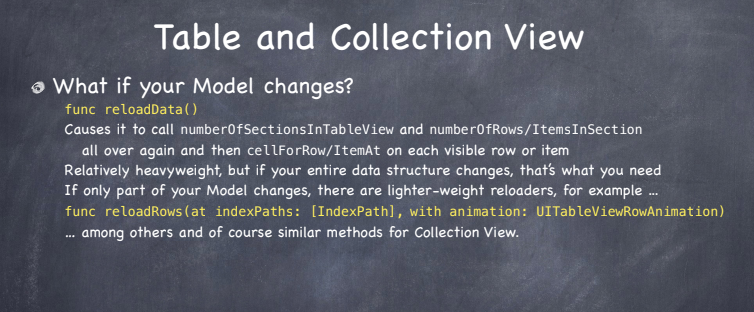 Table and Collection View
What if your Model changes?
func reloadData()
Causes it to call numberOfSectionsInTableView and numberOfRows/ItemsInSection
all over again and then cellForRow/ItemAt on each visible row or item
Relatively heavyweight, but if your entire data structure changes, that's what you need
If only part of your Model changes, there are lighter-weight reloaders, for example ...
func reloadRows(at indexPaths: [IndexPath], with animation: UITableViewRowAnimation)
... among others and of course similar methods for Collection View.